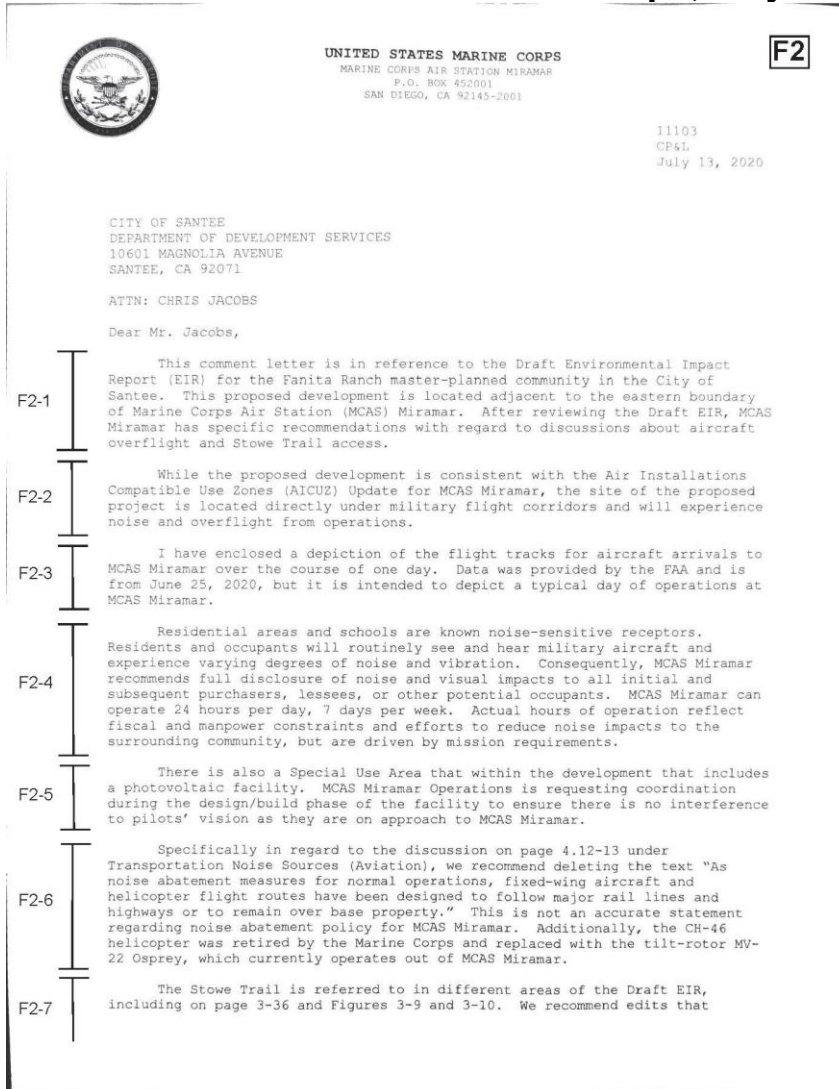 UNITED STATES MARINE CORPS
MARINE CORPS AIR STATION MIRAMAR
P.O. BOX 452001
SAN DIEGO, CA 92145-2001
F2
11103
CP&L
July 13, 2020
CITY OF SANTEE
DEPARTMENT OF DEVELOPMENT SERVICES
10601 MAGNOLIA AVENUE
SANTEE, CA 92071
ATTN: CHRIS JACOBS
Dear Mr. Jacobs,
F2-1
This comment letter is in reference to the Draft Environmental Impact
Report (EIR) for the Fanita Ranch master-planned community in the City of
Santee. This proposed development is located adjacent to the eastern boundary
of Marine Corps Air Station (MCAS) Miramar. After reviewing the Draft EIR, MCAS
Miramar has specific recommendations with regard to discussions about aircraft
overflight and Stowe Trail access.
F2-2
While the proposed development is consistent with the Air Installations
Compatible Use Zones (AICUZ) Update for MCAS Miramar, the site of the proposed
project is located directly under military flight corridors and will experience
noise and overflight from operations.
F2-3
I have enclosed a depiction of the flight tracks for aircraft arrivals to
MCAS Miramar over the course of one day. Data was provided by the FAA and is
from June 25, 2020, but it is intended to depict a typical day of operations at
MCAS Miramar.
F2-4
Residential areas and schools are known noise-sensitive receptors.
Residents and occupants will routinely see and hear military aircraft and
experience varying degrees of noise and vibration. Consequently, MCAS Miramar
recommends full disclosure of noise and visual impacts to all initial and
subsequent purchasers, lessees, or other potential occupants. MCAS Miramar can
operate 24 hours per day, 7 days per week. Actual hours of operation reflect
fiscal and manpower constraints and efforts to reduce noise impacts to the
surrounding community, but are driven by mission requirements.
F2-5
There is also a Special Use Area that within the development that includes
a photovoltaic facility. MCAS Miramar Operations is requesting coordination
during the design/build phase of the facility to ensure there is no interference
to pilots' vision as they are on approach to MCAS Miramar.
F2-6
Specifically in regard to the discussion on page 4.12-13 under
Transportation Noise Sources (Aviation), we recommend deleting the text "As
noise abatement measures for normal operations, fixed-wing aircraft and
helicopter flight routes have been designed to follow major rail lines and
highways or to remain over base property." This is not an accurate statement
regarding noise abatement policy for MCAS Miramar. Additionally, the CH-46
helicopter was retired by the Marine Corps and replaced with the tilt-rotor MV-
22 Osprey, which currently operates out of MCAS Miramar.
F2-7
The Stowe Trail is referred to in different areas of the Draft EIR,
including on page 3-36 and Figures 3-9 and 3-10. We recommend edits that